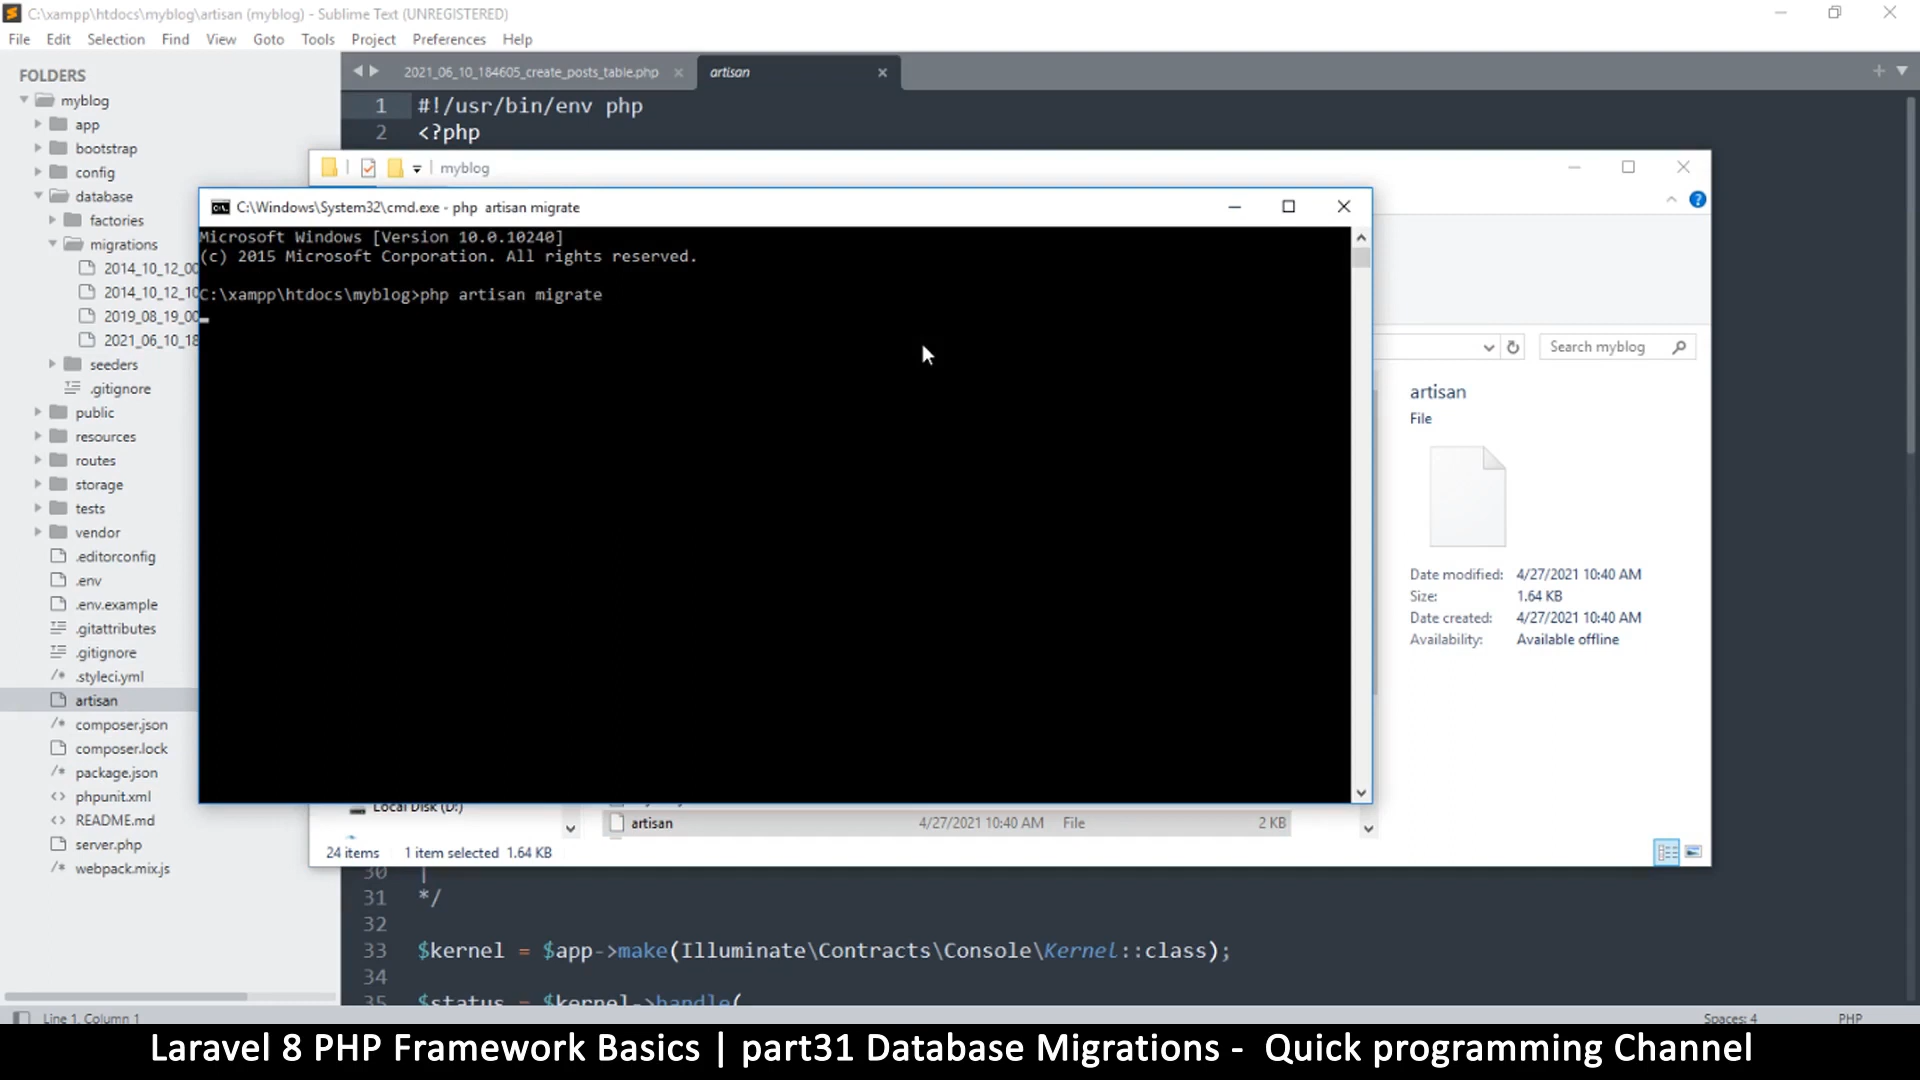 C:\xampp\htdocs\myblog\artisan (myblog) - Sublime Text (UNREGISTERED)
File Edit Selection Find View Goto Tools Project Preferences Help
FOLDERS
myblog
app
bootstrap
config
database
factories
migrations
2014_10_12_00
2014_10_12_10
2019_08_19_00
2021_06_10_18
seeders
.gitignore
public
resources
routes
storage
tests
vendor
.editorconfig
.env
.env.example
.gitattributes
.gitignore
.styleci.yml
artisan
composer.json
composer.lock
package.json
phpunit.xml
README.md
server.php
webpack.mix.js
2021_06_10_184605_create_posts_table.php
artisan
1 #!/usr/bin/env php
2 <?php
myblog
C:\Windows\System32\cmd.exe - php artisan migrate
Microsoft Windows [Version 10.0.10240]
(c) 2015 Microsoft Corporation. All rights reserved.
C:\xampp\htdocs\myblog>php artisan migrate
Search myblog
artisan
File
Date modified: 4/27/2021 10:40 AM
Size: 1.64 KB
Date created: 4/27/2021 10:40 AM
Availability: Available offline
Local Disk (D:)
artisan 4/27/2021 10:40 AM File 2 KB
24 items 1 item selected 1.64 KB
30 |
31 */
32
33 $kernel = $app->make(Illuminate\Contracts\Console\Kernel::class);
34
35 $status = $kernel->handle(
Line 1, Column 1
Spaces: 4 PHP
Laravel 8 PHP Framework Basics | part31 Database Migrations - Quick programming Channel